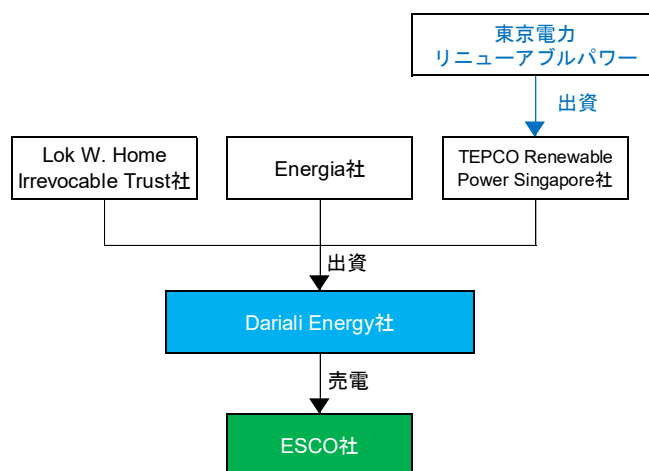 東京電力
リニューアブルパワー
出資
Lok W. Home
Irrevocable Trust社
Energia社
TEPCO Renewable
Power Singapore社
出資
Dariali Energy社
売電
ESCO社